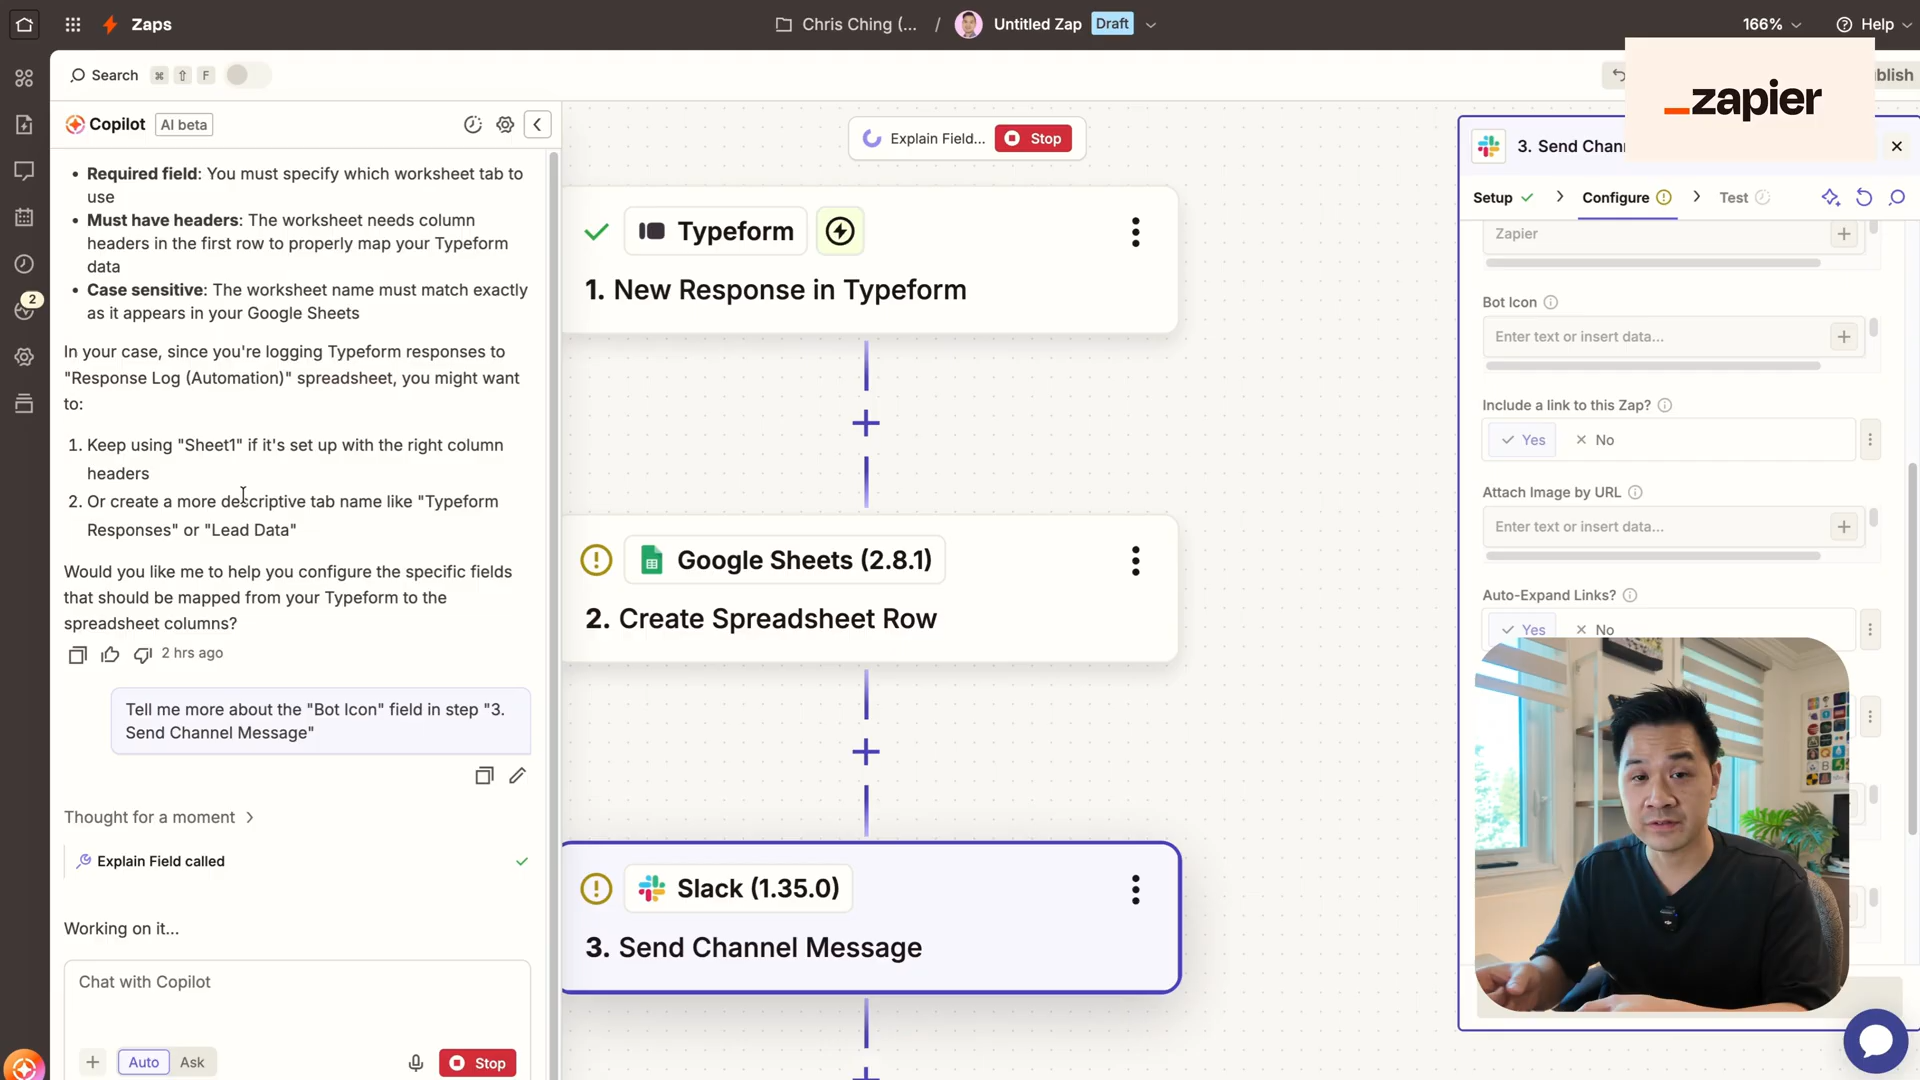 Zaps
Chris Ching (...
/
Untitled Zap
Draft
166%
Help
Search
⌘
⇧
F
blish
zapier
Copilot
AI beta
Explain Field...
Stop
3. Send Chan
Setup
Configure
Test
• Required field: You must specify which worksheet tab to
use
• Must have headers: The worksheet needs column
headers in the first row to properly map your Typeform
data
• Case sensitive: The worksheet name must match exactly
as it appears in your Google Sheets
In your case, since you're logging Typeform responses to
"Response Log (Automation)" spreadsheet, you might want
to:
1. Keep using "Sheet1" if it's set up with the right column
headers
2. Or create a more descriptive tab name like "Typeform
Responses" or "Lead Data"
Would you like me to help you configure the specific fields
that should be mapped from your Typeform to the
spreadsheet columns?
2 hrs ago
Tell me more about the "Bot Icon" field in step "3.
Send Channel Message"
Thought for a moment
Explain Field called
Working on it...
Chat with Copilot
Auto
Ask
Stop
2
Typeform
1. New Response in Typeform
Google Sheets (2.8.1)
2. Create Spreadsheet Row
Slack (1.35.0)
3. Send Channel Message
Zapier
Bot Icon
Enter text or insert data...
Include a link to this Zap?
Yes
No
Attach Image by URL
Enter text or insert data...
Auto-Expand Links?
Yes
No